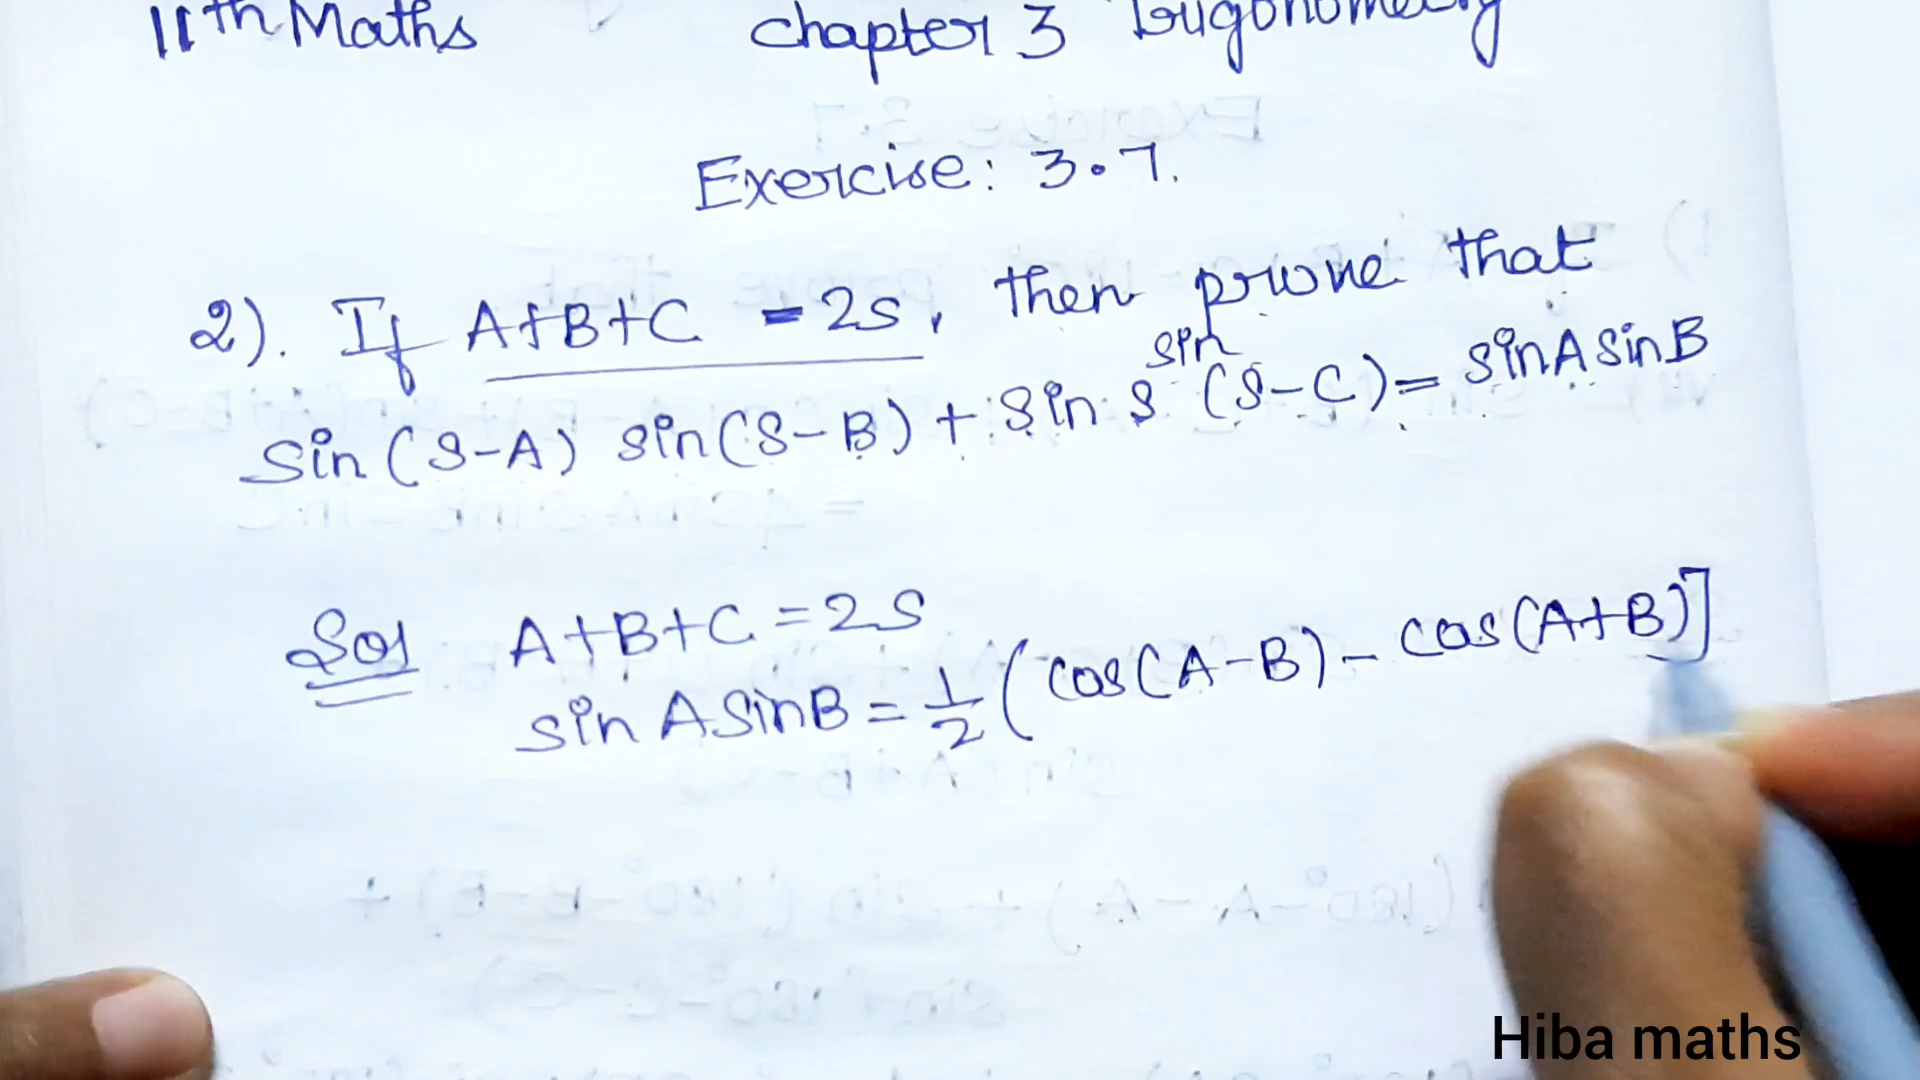 11th Maths chapter 3 Trigonometry
Exercise: 3.7.
2). If A+B+C = 2s, then prove that
sin(S-A) sin(S-B) + sin s sin (S-C) = sinA sinB
Sol A+B+C = 2S
sin A sinB = 1/2 (cos(A-B) - cos(A+B)]
Hiba maths